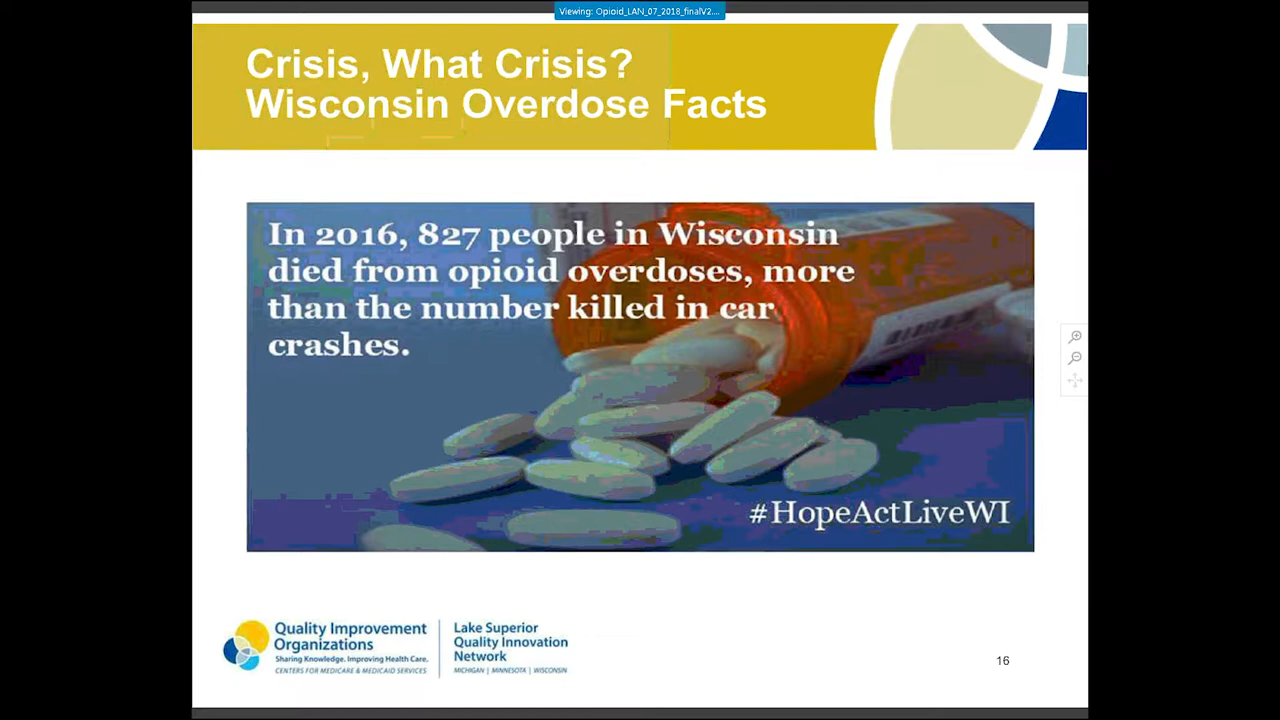 Viewing: Opioid_LAN_07_2018_finalV2....
Crisis, What Crisis?
Wisconsin Overdose Facts
In 2016, 827 people in Wisconsin
died from opioid overdoses, more
than the number killed in car
crashes.
#HopeActLiveWI
Quality Improvement
Organizations
Sharing Knowledge. Improving Health Care.
CENTERS FOR MEDICARE & MEDICAID SERVICES
Lake Superior
Quality Innovation
Network
MICHIGAN | MINNESOTA | WISCONSIN
16